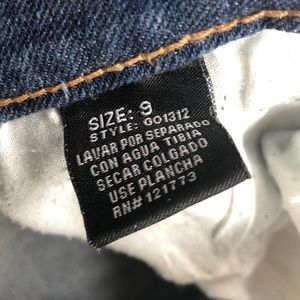 SIZE: 9
STYLE: GO1312
LAVAR POR SEPARADO
CON AGUA TIBIA
SECAR COLGADO
USE PLANCHA
RN#121773